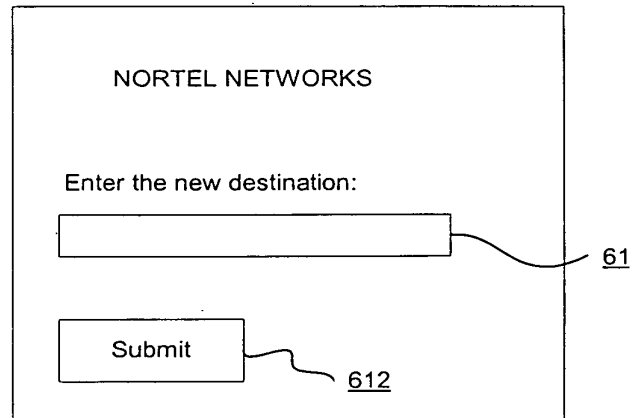 NORTEL NETWORKS
Enter the new destination:
61
Submit
612